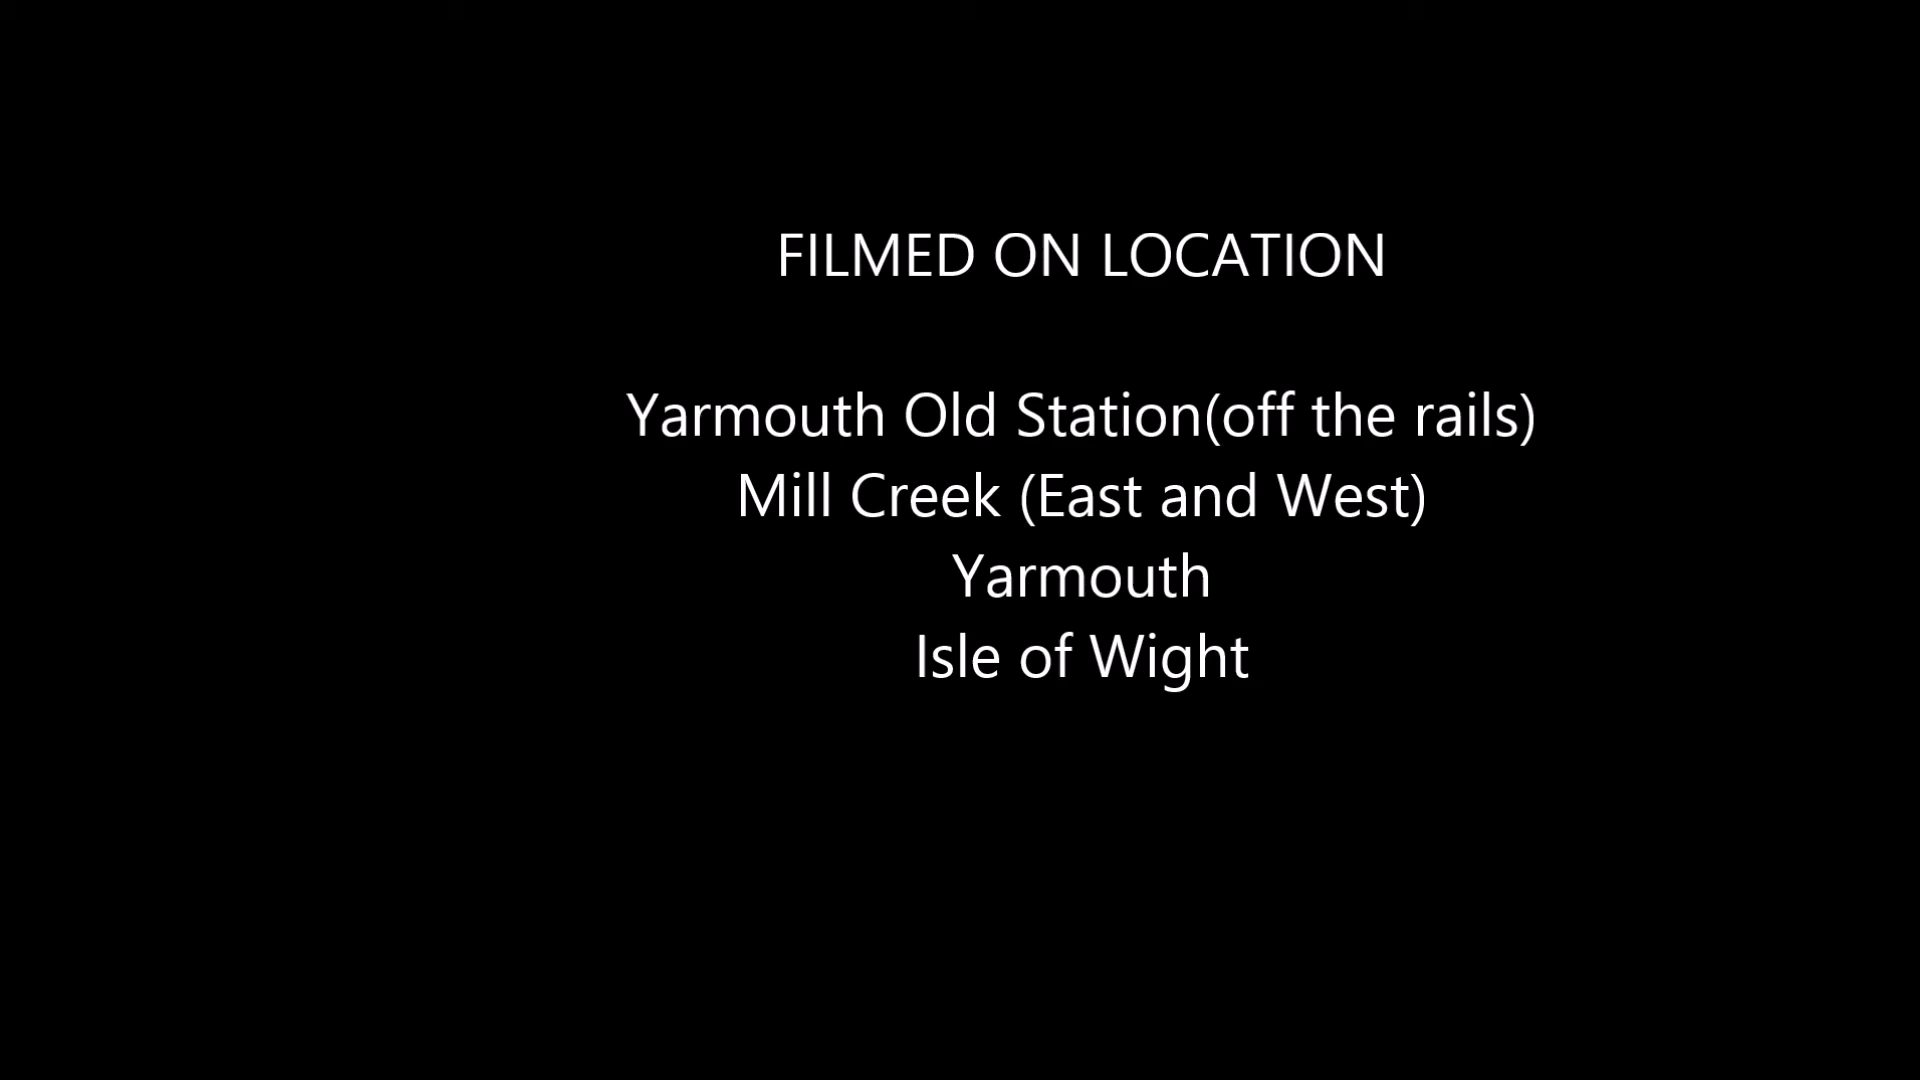 FILMED ON LOCATION
Yarmouth Old Station(off the rails)
Mill Creek (East and West)
Yarmouth
Isle of Wight